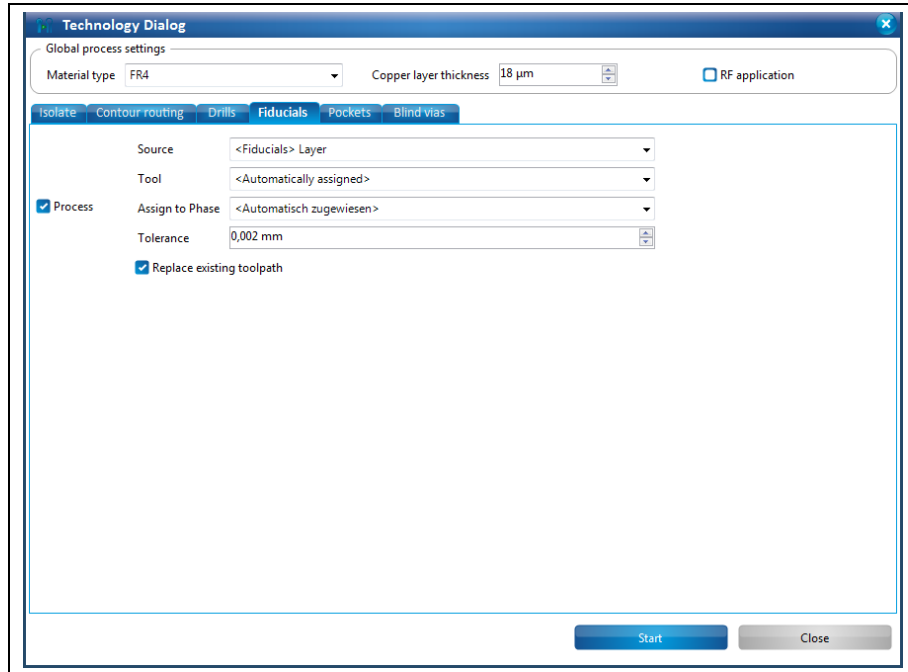 Technology Dialog
Global process settings
Material type FR4 Copper layer thickness 18 µm RF application
Isolate Contour routing Drills Fiducials Pockets Blind vias
Source <Fiducials> Layer
Tool <Automatically assigned>
Process Assign to Phase <Automatisch zugewiesen>
Tolerance 0,002 mm
Replace existing toolpath
Start Close